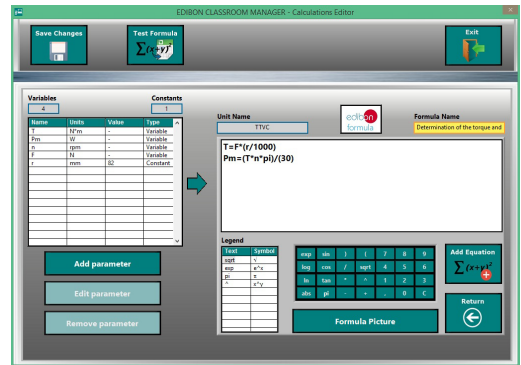 EDIBON CLASSROOM MANAGER - Calculations Editor
Save Changes
Test Formula
∑(x+y)²
Exit
Variables
4
Constants
1
Name Units Value Type
T N*m - Variable
Pm W - Variable
n rpm - Variable
F N - Variable
r mm 82 Constant
Add parameter
Edit parameter
Remove parameter
Unit Name
TTVC
edibon
formula
Formula Name
Determination of the torque and
T=F*(r/1000)
Pm=(T*n*pi)/(30)
Legend
Text Symbol
sqrt √
exp e^x
pi π
^ x^y
exp sin ) ( 7 8 9
log cos / sqrt 4 5 6
ln tan * ^ 1 2 3
abs pi - + . 0 C
Formula Picture
Add Equation
∑(x+y)²
Return